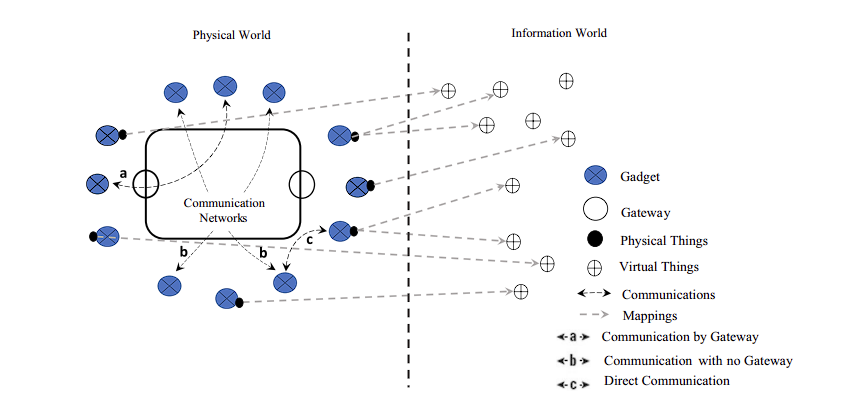 Physical World
Information World
a
Communication
Networks
c
b
b
Gadget
Gateway
Physical Things
Virtual Things
Communications
Mappings
a Communication by Gateway
b Communication with no Gateway
c Direct Communication